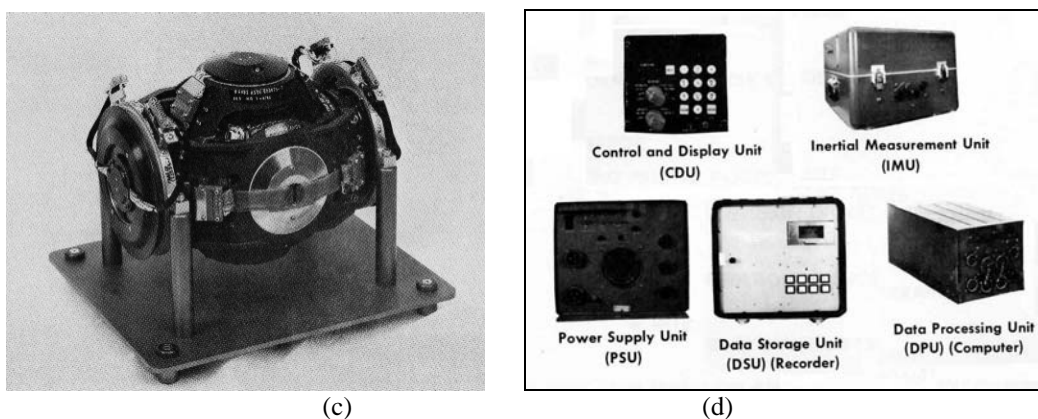 Control and Display Unit
(CDU)
Inertial Measurement Unit
(IMU)
Power Supply Unit
(PSU)
Data Storage Unit
(DSU) (Recorder)
Data Processing Unit
(DPU) (Computer)
(c)
(d)